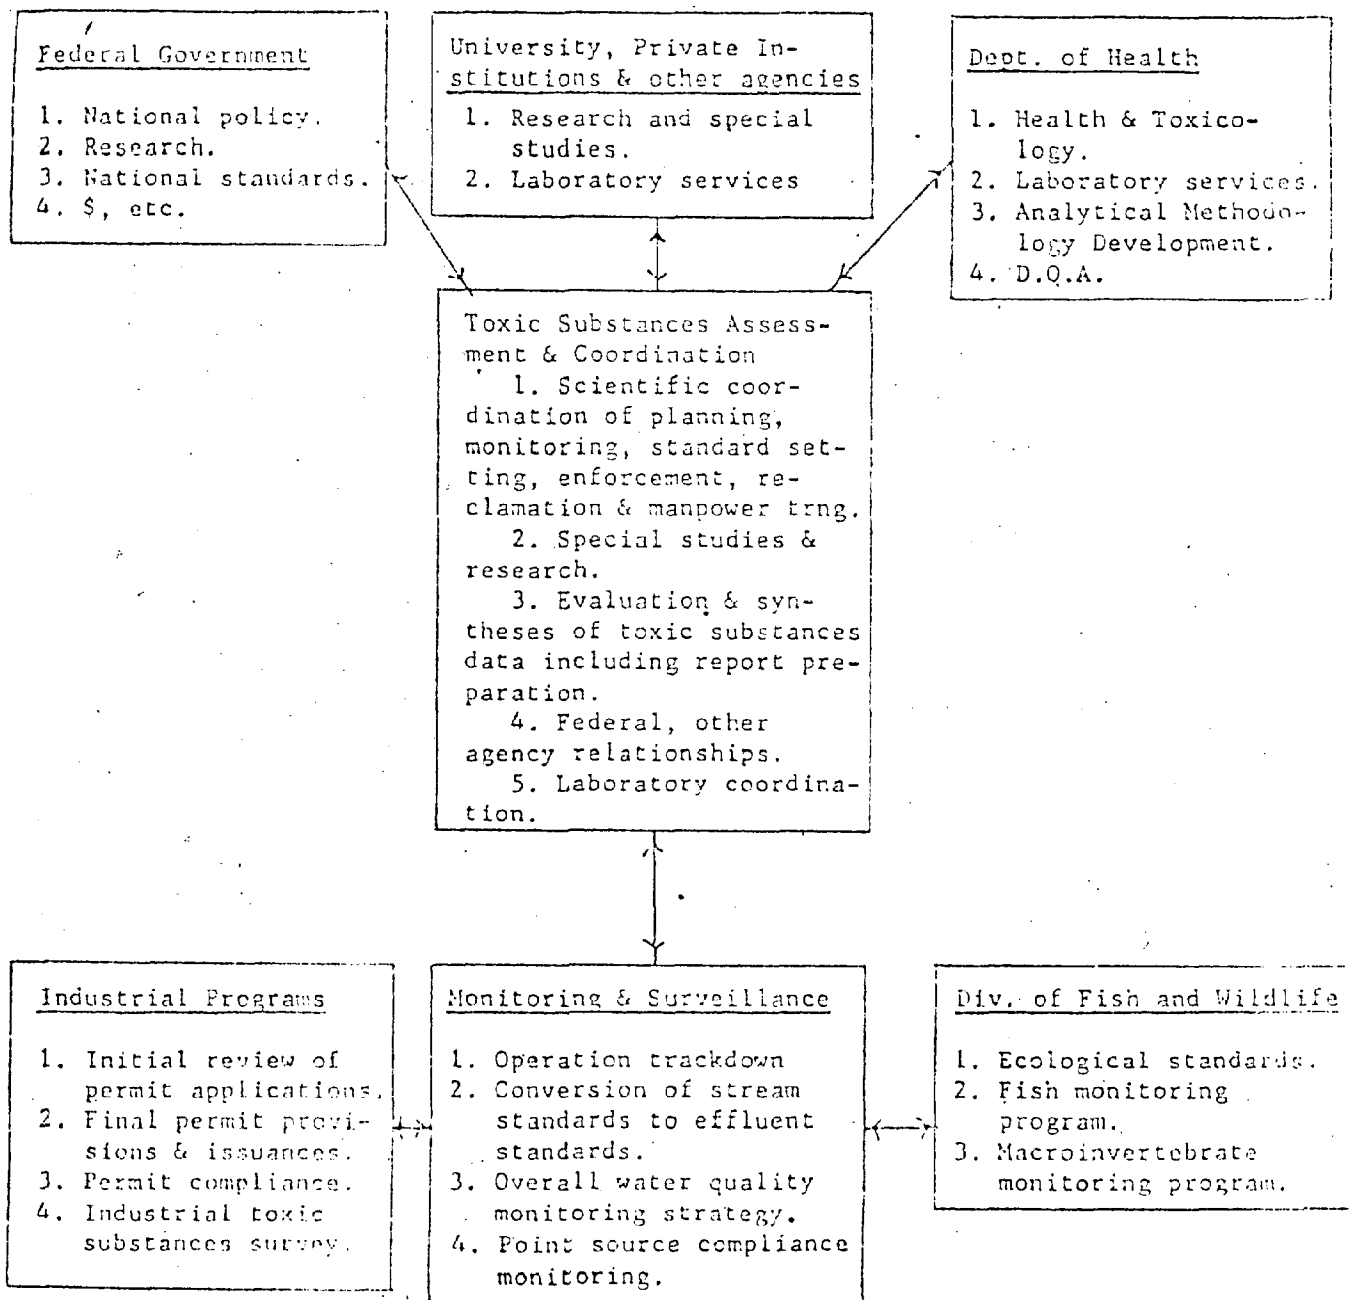 Federal Government
1. National policy.
2. Research.
3. National standards.
4. $, etc.
University, Private In-
stitutions & other agencies
1. Research and special
studies.
2. Laboratory services
Dept. of Health
1. Health & Toxico-
logy.
2. Laboratory services.
3. Analytical Methodo-
logy Development.
4. D.Q.A.
Toxic Substances Assess-
ment & Coordination
1. Scientific coor-
dination of planning,
monitoring, standard set-
ting, enforcement, re-
clamation & manpower trng.
2. Special studies &
research.
3. Evaluation & syn-
theses of toxic substances
data including report pre-
paration.
4. Federal, other
agency relationships.
5. Laboratory coordina-
tion.
Industrial Programs
1. Initial review of
permit applications.
2. Final permit provi-
sions & issuances.
3. Permit compliance.
4. Industrial toxic
substances survey.
Monitoring & Surveillance
1. Operation trackdown
2. Conversion of stream
standards to effluent
standards.
3. Overall water quality
monitoring strategy.
4. Point source compliance
monitoring.
Div. of Fish and Wildlife
1. Ecological standards.
2. Fish monitoring
program.
3. Macroinvertebrate
monitoring program.